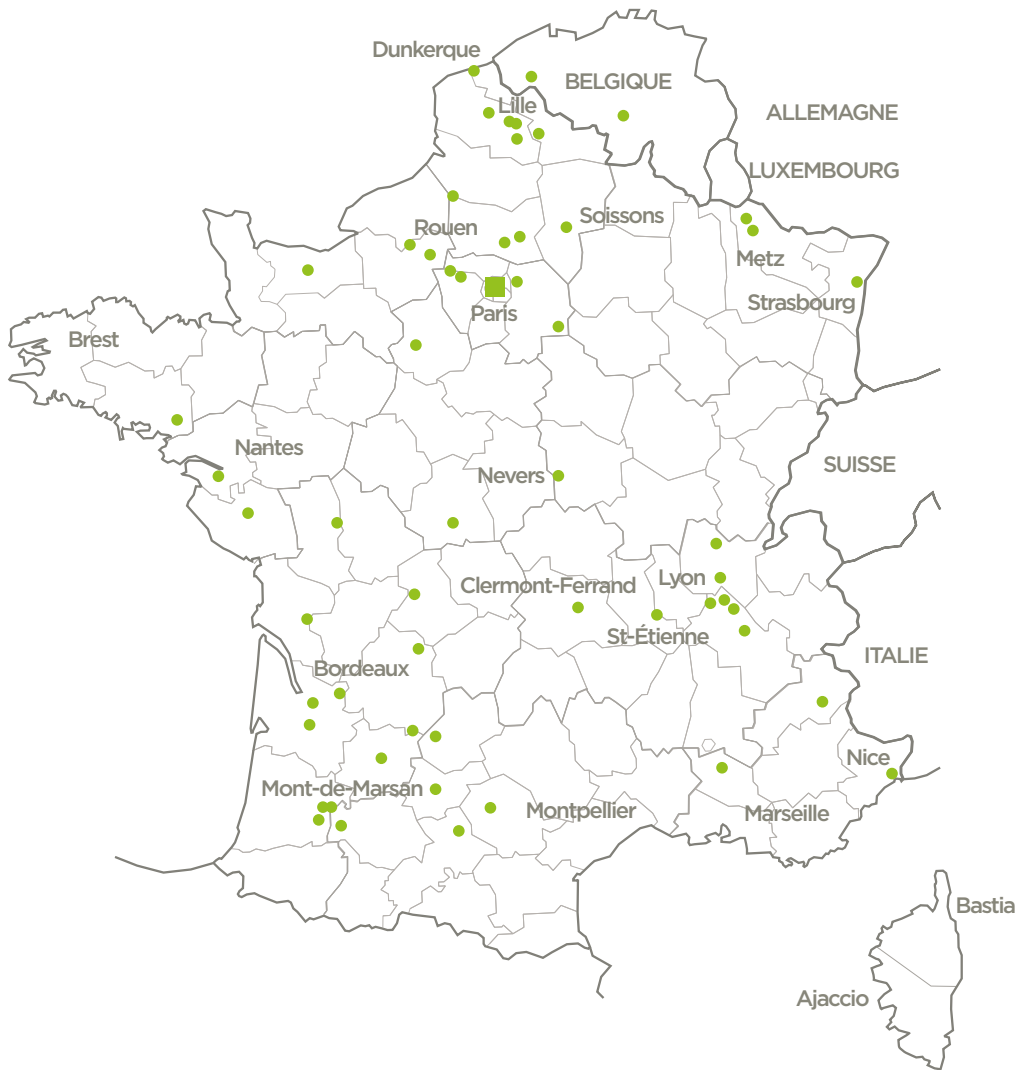 Dunkerque
BELGIQUE
Lille
ALLEMAGNE
LUXEMBOURG
Soissons
Rouen
Metz
Strasbourg
Paris
Brest
Nantes
SUISSE
Nevers
Lyon
Clermont-Ferrand
St-Étienne
ITALIE
Bordeaux
Nice
Mont-de-Marsan
Montpellier
Marseille
Bastia
Ajaccio